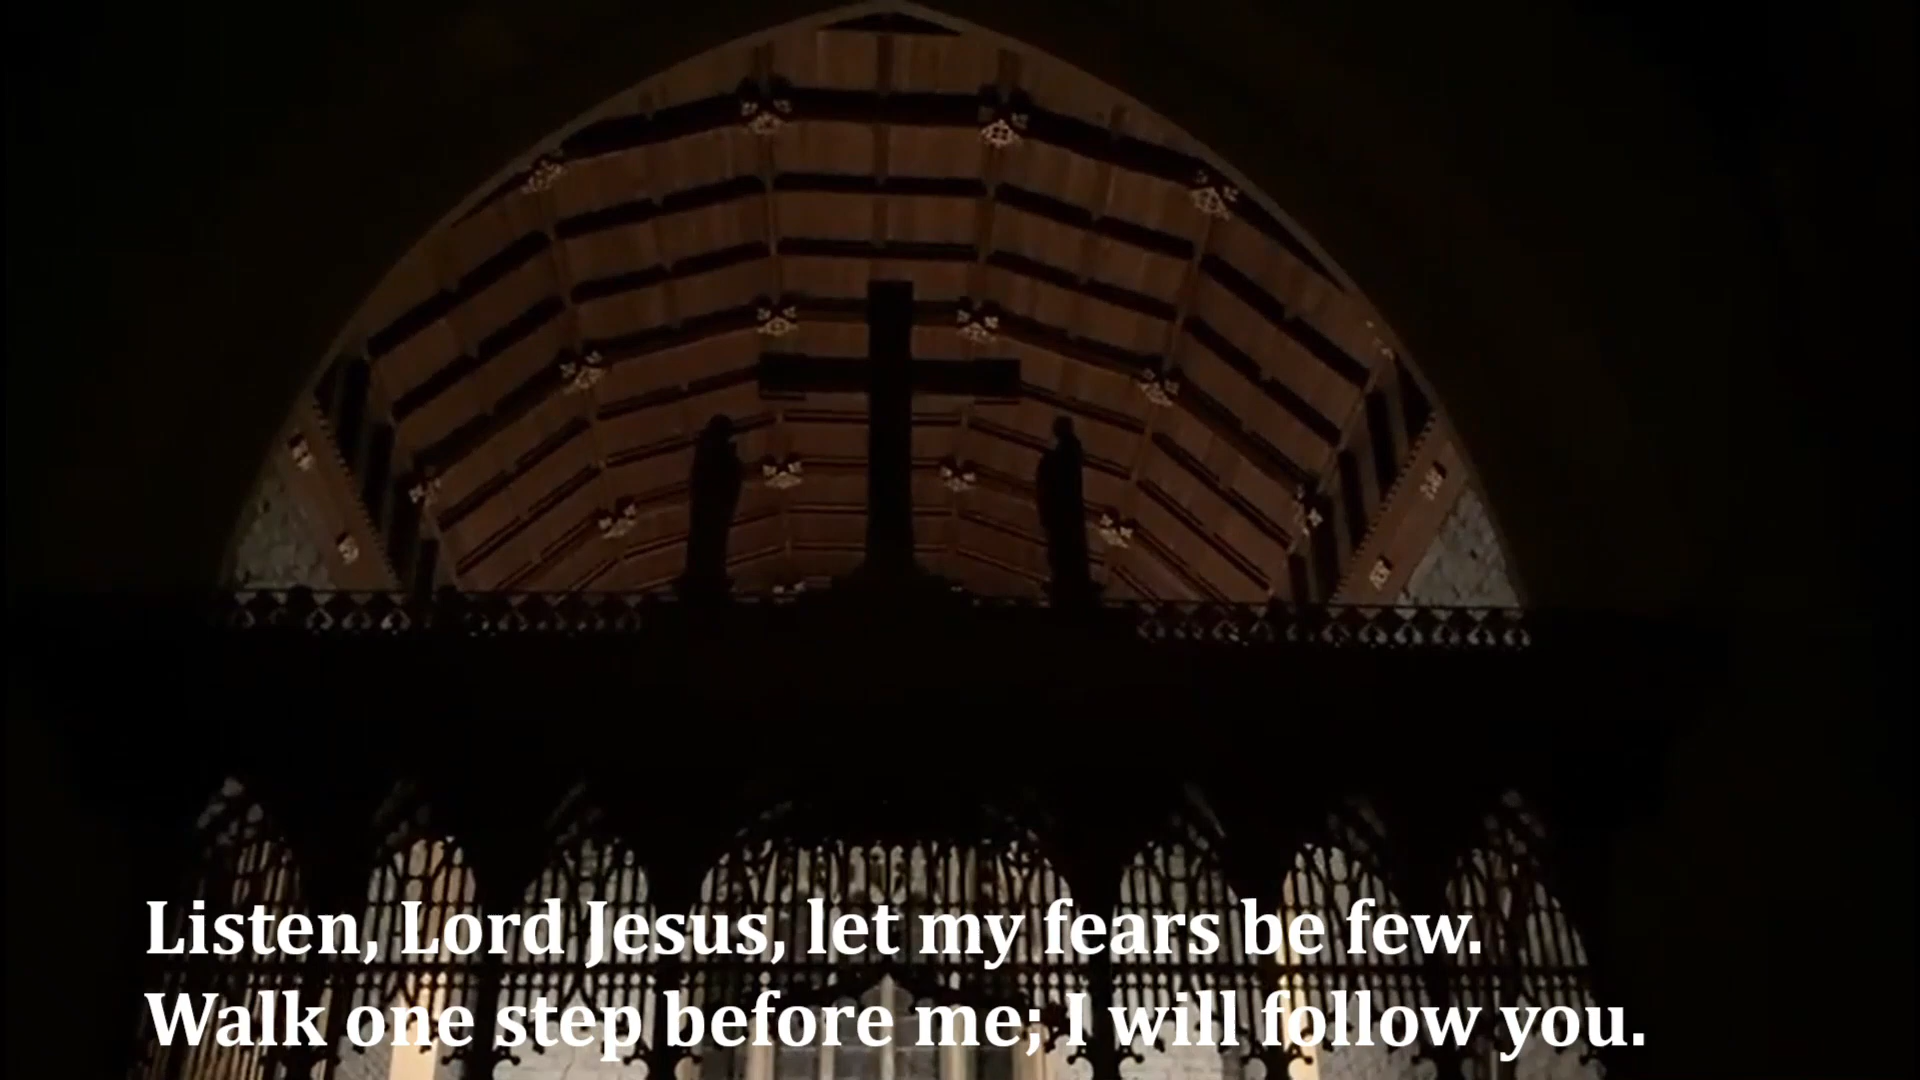 Listen, Lord Jesus, let my fears be few.
Walk one step before me; I will follow you.